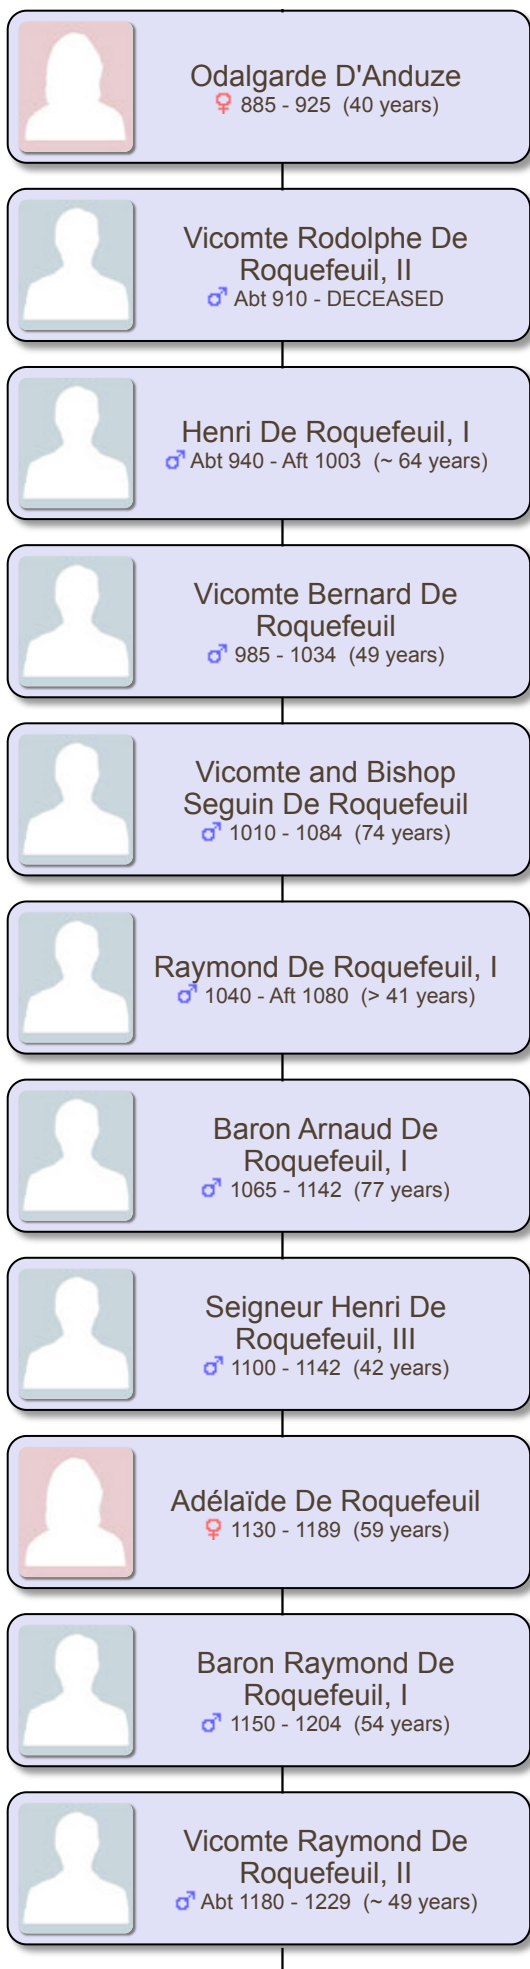 Odalgarde D'Anduze
♀ 885 - 925 (40 years)
Vicomte Rodolphe De
Roquefeuil, II
♂ Abt 910 - DECEASED
Henri De Roquefeuil, I
♂ Abt 940 - Aft 1003 (~ 64 years)
Vicomte Bernard De
Roquefeuil
♂ 985 - 1034 (49 years)
Vicomte and Bishop
Seguin De Roquefeuil
♂ 1010 - 1084 (74 years)
Raymond De Roquefeuil, I
♂ 1040 - Aft 1080 (> 41 years)
Baron Arnaud De
Roquefeuil, I
♂ 1065 - 1142 (77 years)
Seigneur Henri De
Roquefeuil, III
♂ 1100 - 1142 (42 years)
Adélaïde De Roquefeuil
♀ 1130 - 1189 (59 years)
Baron Raymond De
Roquefeuil, I
♂ 1150 - 1204 (54 years)
Vicomte Raymond De
Roquefeuil, II
♂ Abt 1180 - 1229 (~ 49 years)